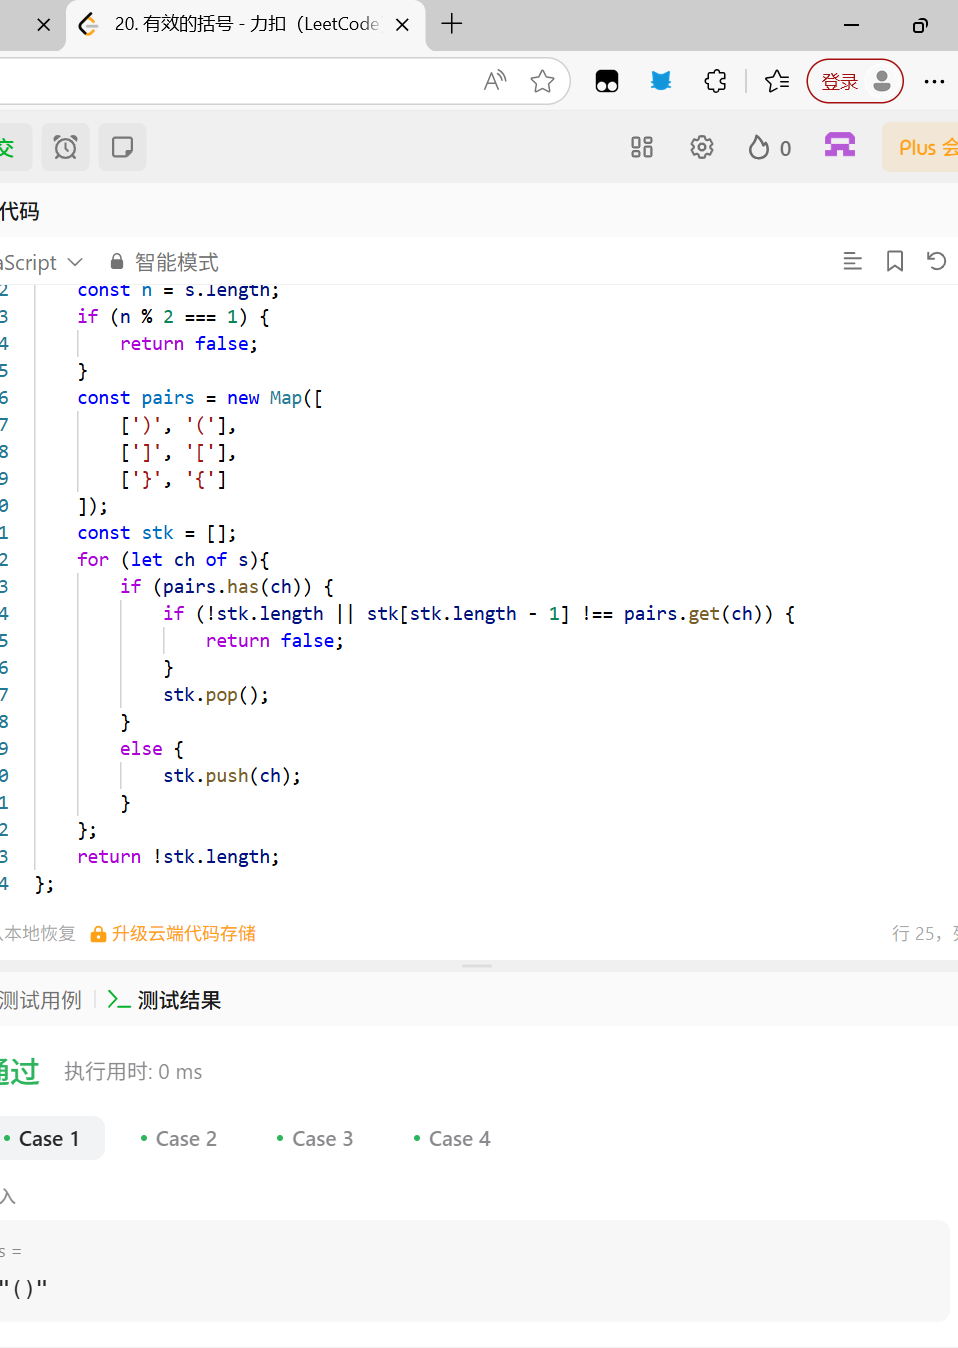 20. 有效的括号 - 力扣（LeetCode
登录
交
0
Plus 会
代码
aScript
智能模式
2 const n = s.length;
3 if (n % 2 === 1) {
4 return false;
5 }
6 const pairs = new Map([
7 [')', '('],
8 [']', '['],
9 ['}', '{']
0 ]);
1 const stk = [];
2 for (let ch of s){
3 if (pairs.has(ch)) {
4 if (!stk.length || stk[stk.length - 1] !== pairs.get(ch)) {
5 return false;
6 }
7 stk.pop();
8 }
9 else {
0 stk.push(ch);
1 }
2 };
3 return !stk.length;
4 };
本地恢复
升级云端代码存储
行 25,
测试用例
测试结果
通过
执行用时: 0 ms
Case 1
Case 2
Case 3
Case 4
入
s =
"()"